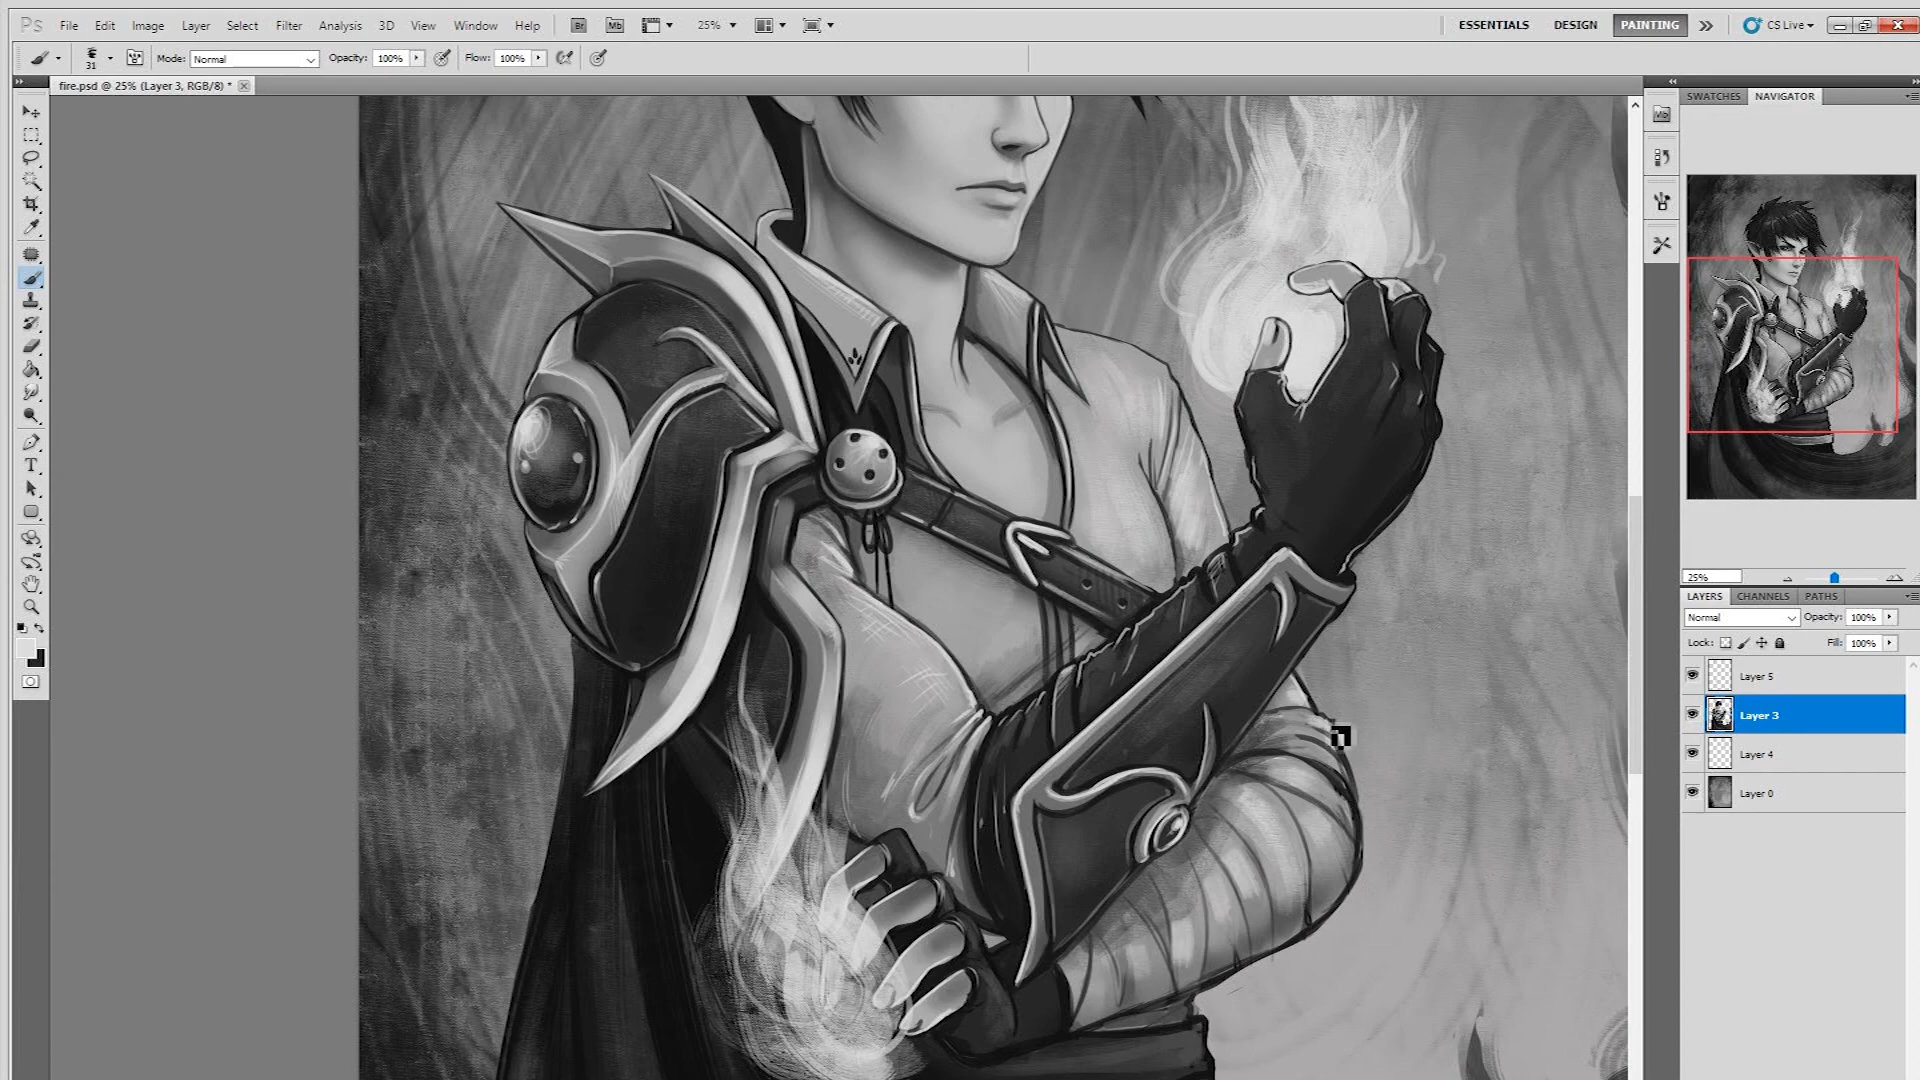 Ps File Edit Image Layer Select Filter Analysis 3D View Window Help Br Mb 25% ESSENTIALS DESIGN PAINTING CS Live
31 Mode: Normal Opacity: 100% Flow: 100%
fire.psd @ 25% (Layer 3, RGB/8) *
SWATCHES NAVIGATOR
Mb
25%
LAYERS CHANNELS PATHS
Normal Opacity: 100%
Lock: Fill: 100%
Layer 5
Layer 3
Layer 4
Layer 0